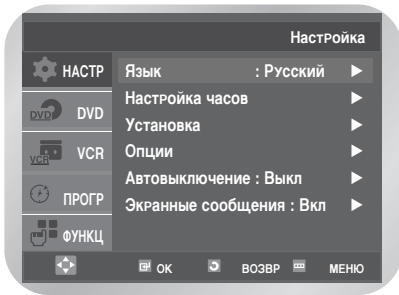 Настройка
НАСТР
Язык : Русский ►
DVD DVD
Настройка часов ►
Установка ►
VCR VCR
Опции ►
Автовыключение : Выкл ►
ПРОГР
Экранные сообщения : Вкл ►
ФУНКЦ
ОК ВОЗВР МЕНЮ